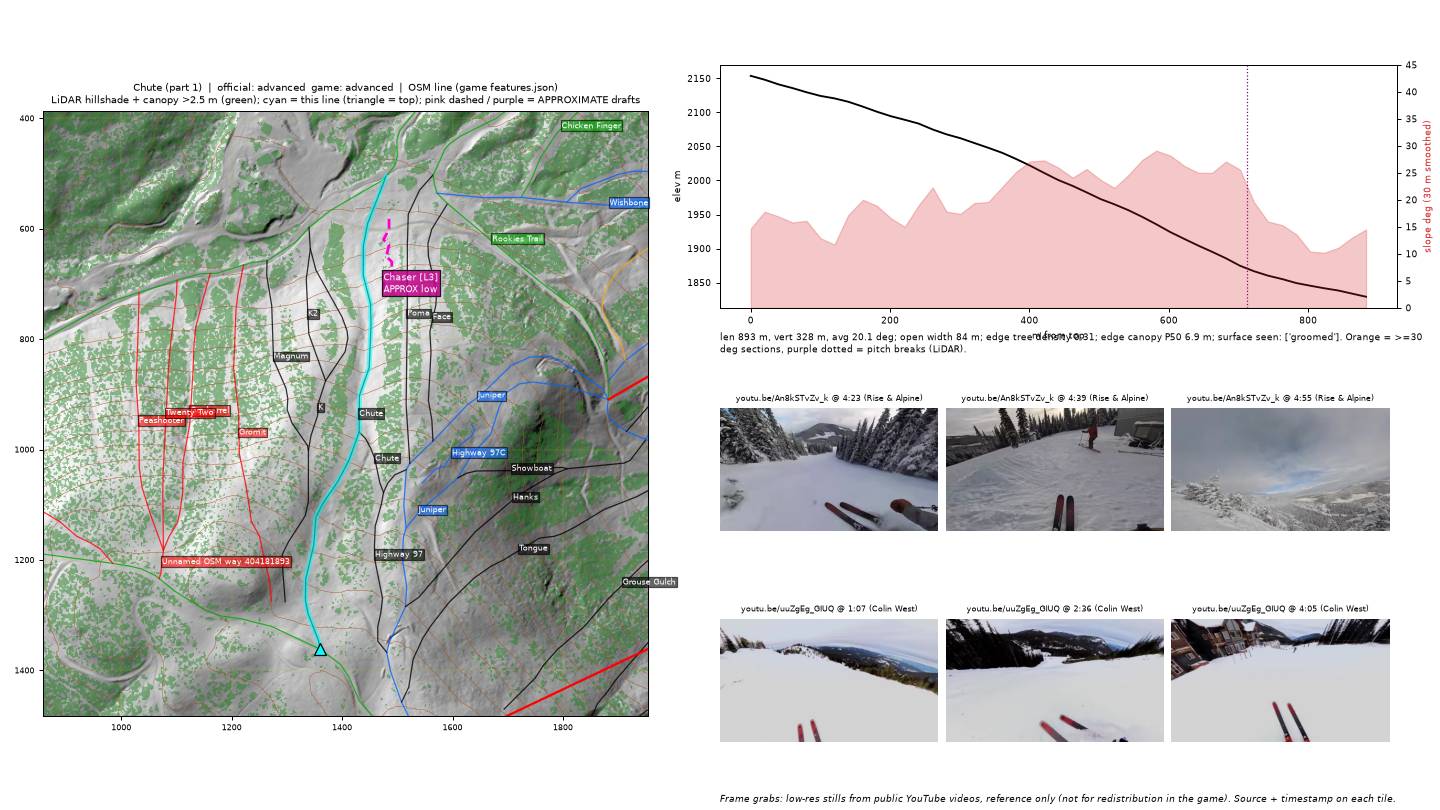 Chute (part 1) | official: advanced game: advanced | OSM line (game features.json)
LiDAR hillshade + canopy >2.5 m (green); cyan = this line (triangle = top); pink dashed / purple = APPROXIMATE drafts
400
600
800
1000
1200
1400
1000
1200
1400
1600
1800
Chicken Finger
Wishbone
Rookies Trail
Chaser [L3]
APPROX low
K2
Poma
Face
Magnum
Juniper
K
Chute
Twenty Two
Peashooter
Gromit
Highway 97C
Chute
Showboat
Hanks
Juniper
Tongue
Highway 97
Unnamed OSM way 404181893
Grouse Gulch
elev m
2150
2100
2050
2000
1950
1900
1850
0
200
400
600
800
45
40
35
30
25
20
15
10
5
0
slope deg (30 m smoothed)
m from top
len 893 m, vert 328 m, avg 20.1 deg; open width 84 m; edge tree density 0.31; edge canopy P50 6.9 m; surface seen: ['groomed']. Orange = >=30
deg sections, purple dotted = pitch breaks (LiDAR).
youtu.be/An8kSTvZv_k @ 4:23 (Rise & Alpine)
youtu.be/An8kSTvZv_k @ 4:39 (Rise & Alpine)
youtu.be/An8kSTvZv_k @ 4:55 (Rise & Alpine)
youtu.be/uuZgEg_GIUQ @ 1:07 (Colin West)
youtu.be/uuZgEg_GIUQ @ 2:36 (Colin West)
youtu.be/uuZgEg_GIUQ @ 4:05 (Colin West)
Frame grabs: low-res stills from public YouTube videos, reference only (not for redistribution in the game). Source + timestamp on each tile.